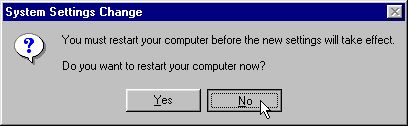 System Settings Change
You must restart your computer before the new settings will take effect.
Do you want to restart your computer now?
Yes No